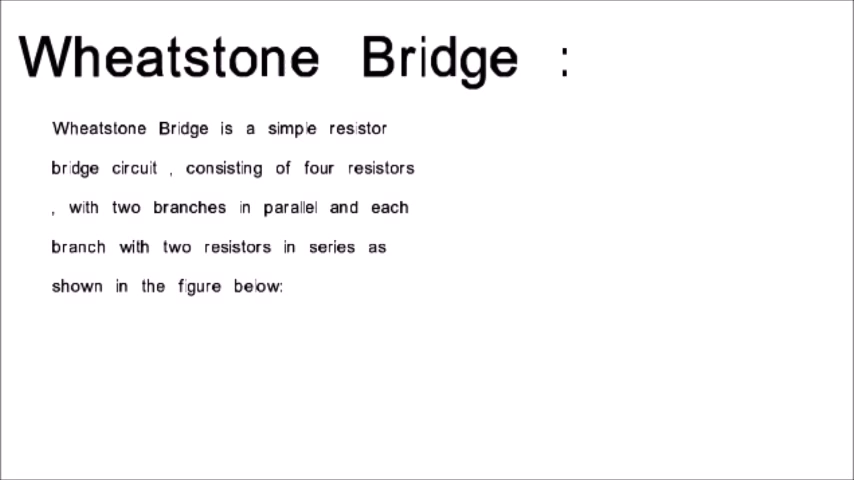 Wheatstone Bridge :
Wheatstone Bridge is a simple resistor
bridge circuit , consisting of four resistors
, with two branches in parallel and each
branch with two resistors in series as
shown in the figure below: